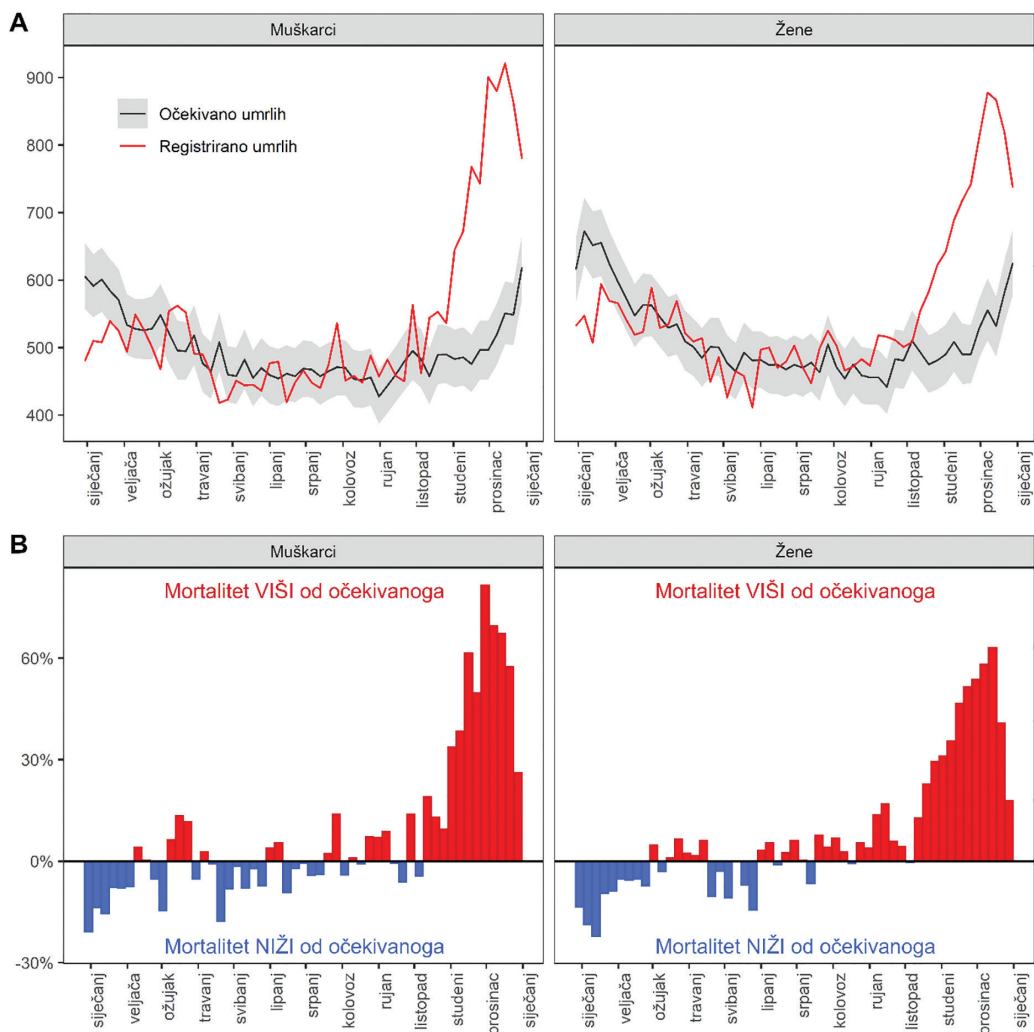 A
Muškarci
Žene
900
800
700
600
500
400
Očekivano umrlih
Registrirano umrlih
siječanj
veljača
ožujak
travanj
svibanj
lipanj
srpanj
kolovoz
rujan
listopad
studeni
prosinac
siječanj
siječanj
veljača
ožujak
travanj
svibanj
lipanj
srpanj
kolovoz
rujan
listopad
studeni
prosinac
siječanj
B
Muškarci
Žene
Mortalitet VIŠI od očekivanoga
Mortalitet VIŠI od očekivanoga
60%
30%
0%
-30%
Mortalitet NIŽI od očekivanoga
Mortalitet NIŽI od očekivanoga
siječanj
veljača
ožujak
travanj
svibanj
lipanj
srpanj
kolovoz
rujan
listopad
studeni
prosinac
siječanj
siječanj
veljača
ožujak
travanj
svibanj
lipanj
srpanj
kolovoz
rujan
listopad
studeni
prosinac
siječanj